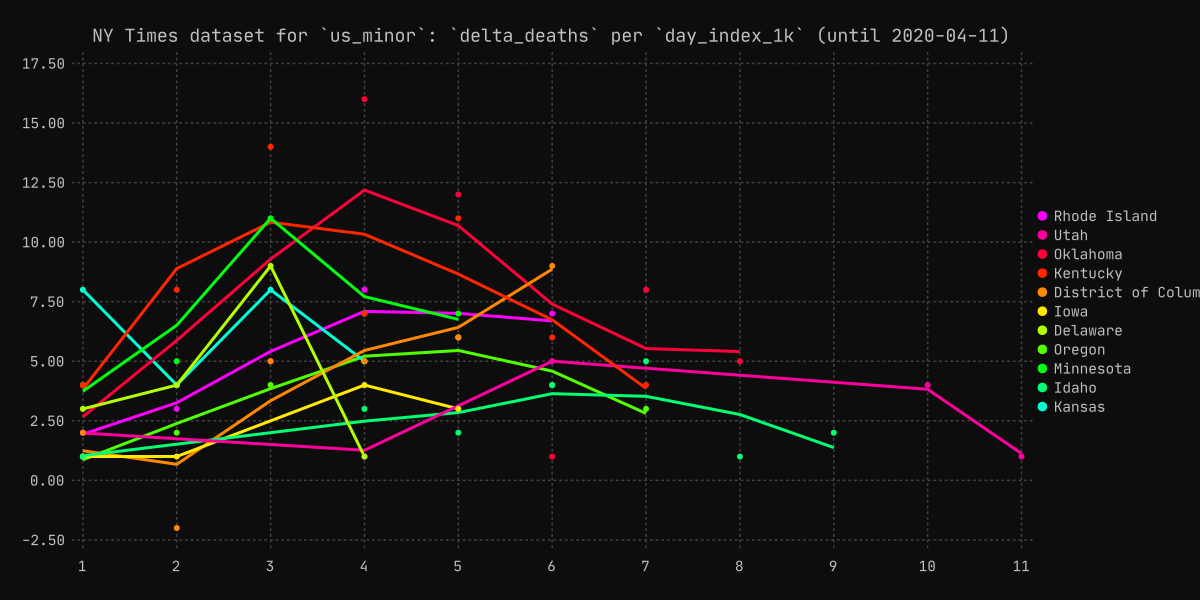 NY Times dataset for `us_minor`: `delta_deaths` per `day_index_1k` (until 2020-04-11)
17.50
15.00
12.50
10.00
7.50
5.00
2.50
0.00
-2.50
1 2 3 4 5 6 7 8 9 10 11
Rhode Island
Utah
Oklahoma
Kentucky
District of Colum
Iowa
Delaware
Oregon
Minnesota
Idaho
Kansas